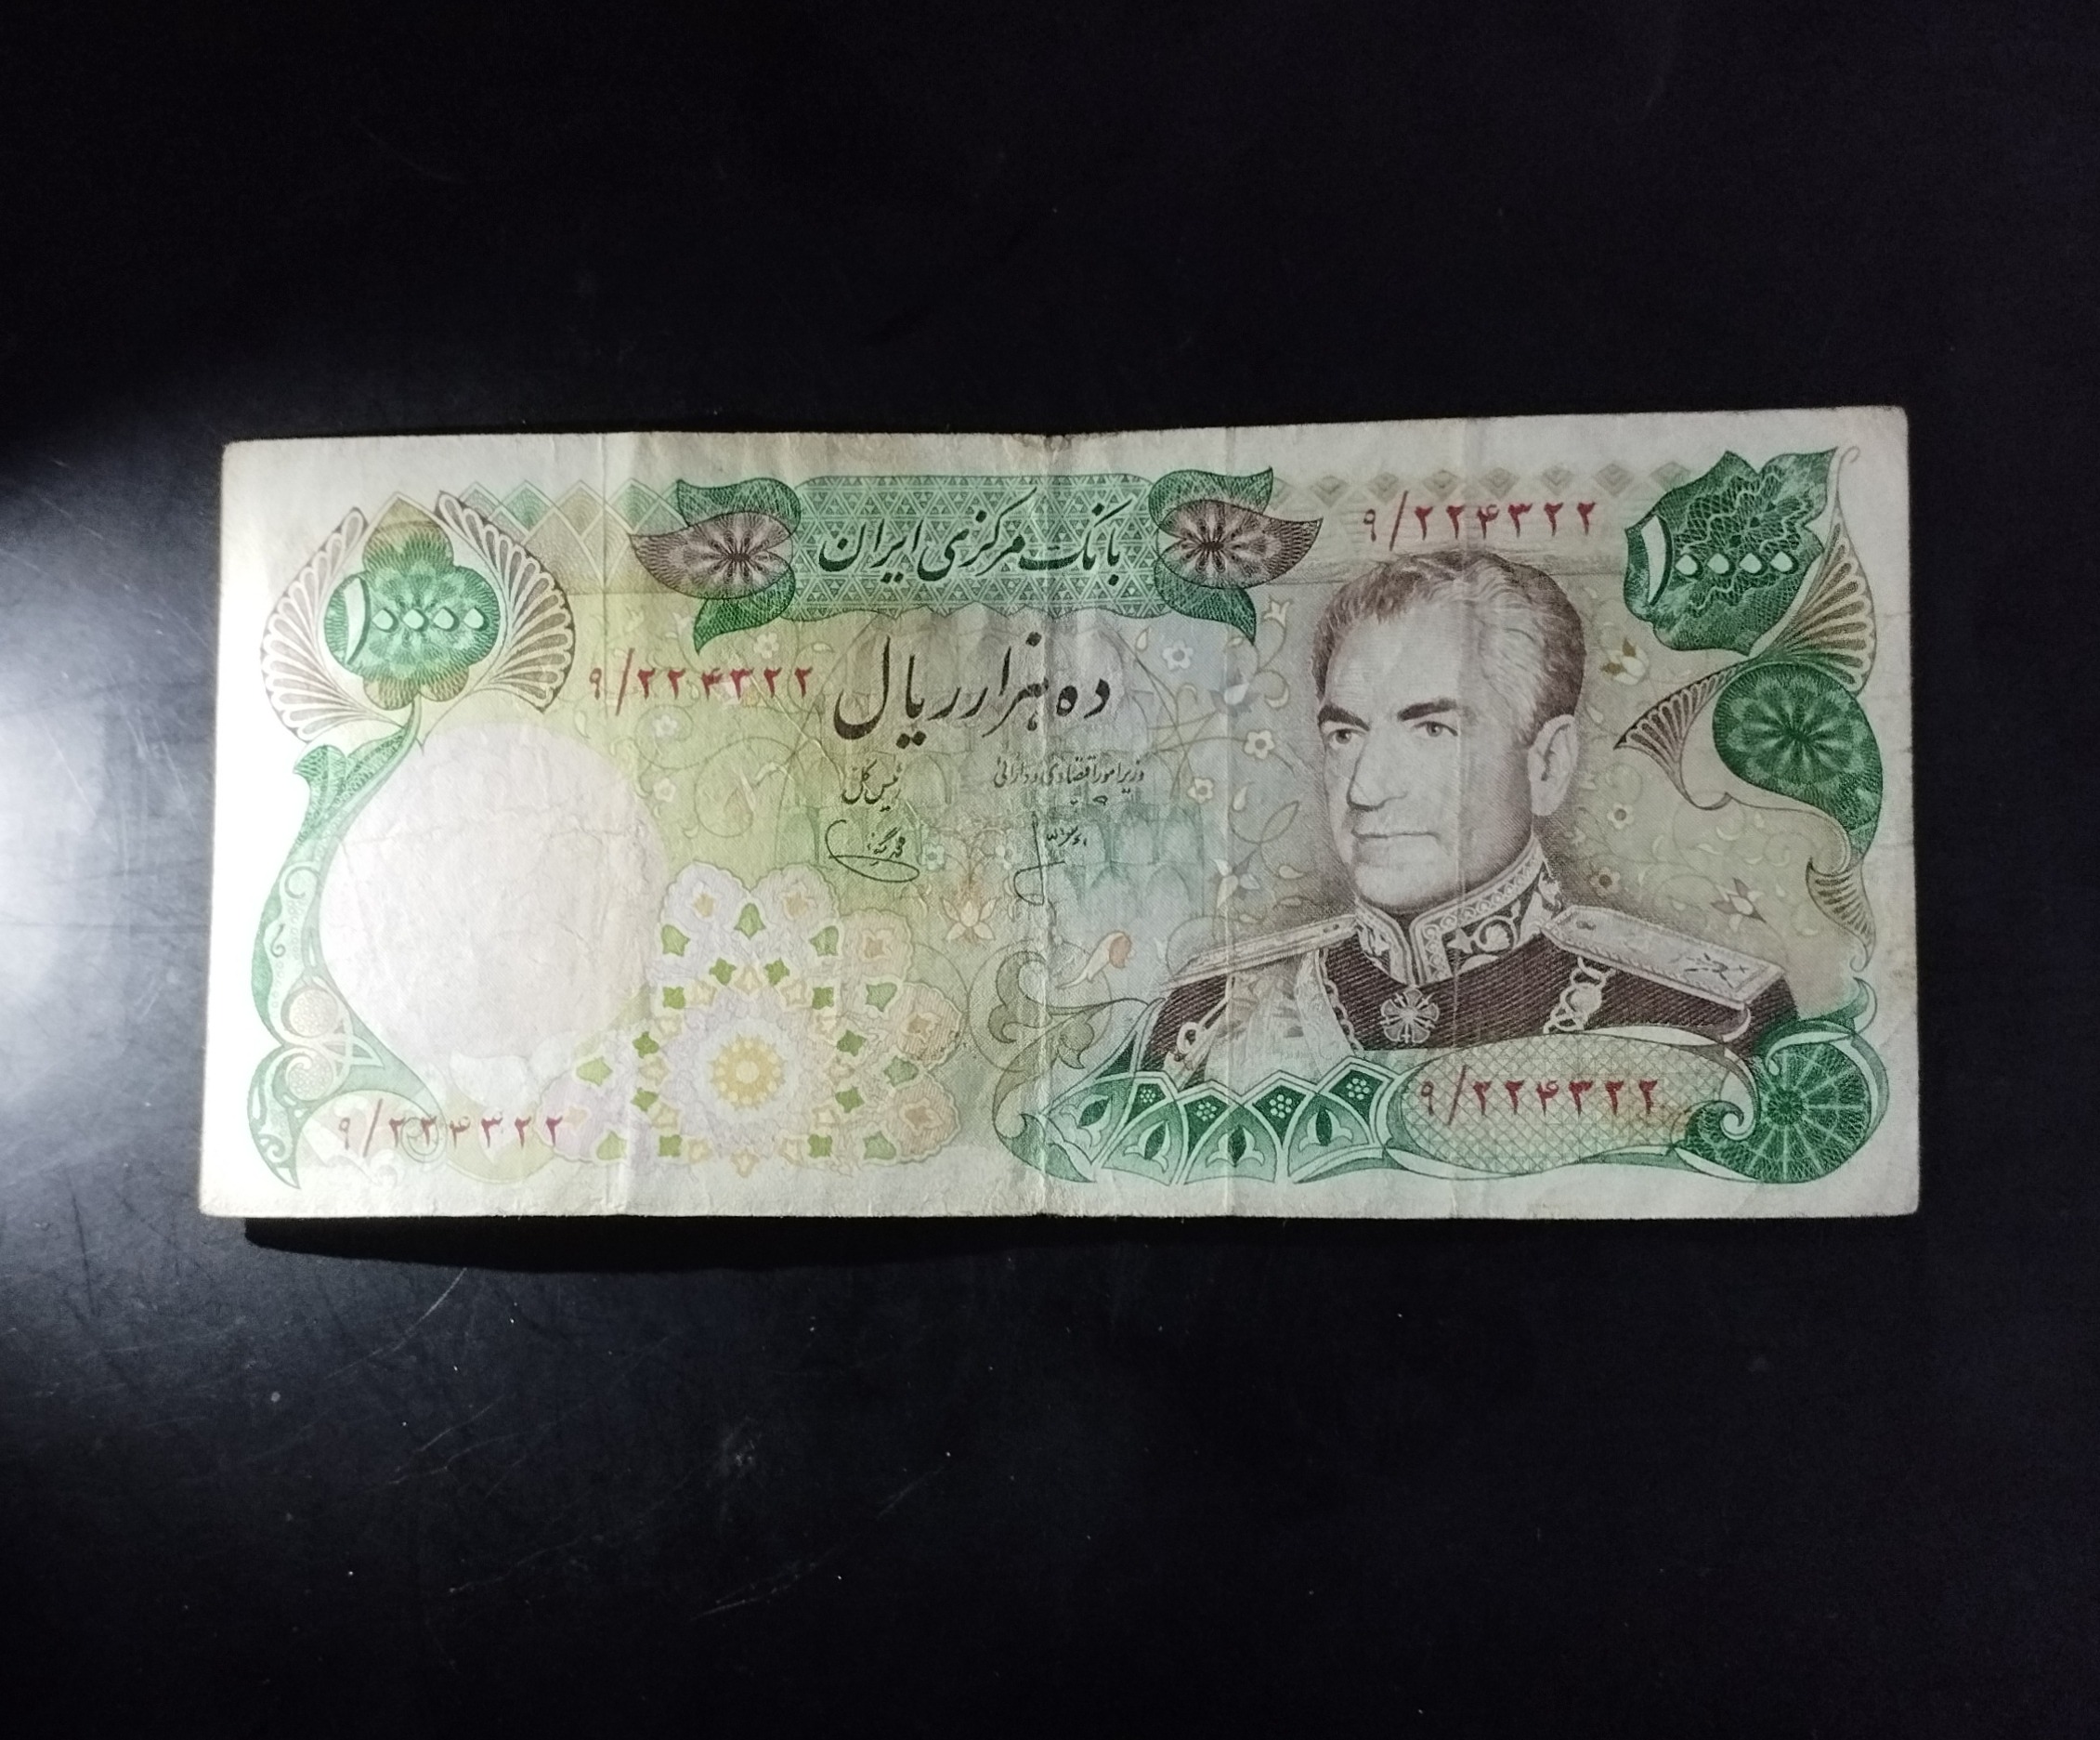 بانک مرکزی ایران
۹/۲۲۴۳۲۲
۱۰۰۰۰
۱۰۰۰۰
ده هزار ریال
۹/۲۲۴۳۲۲
وزیر امور اقتصادی و دارائی
رئیس کل
۹/۲۲۴۳۲۲
۹/۲۲۴۳۲۲